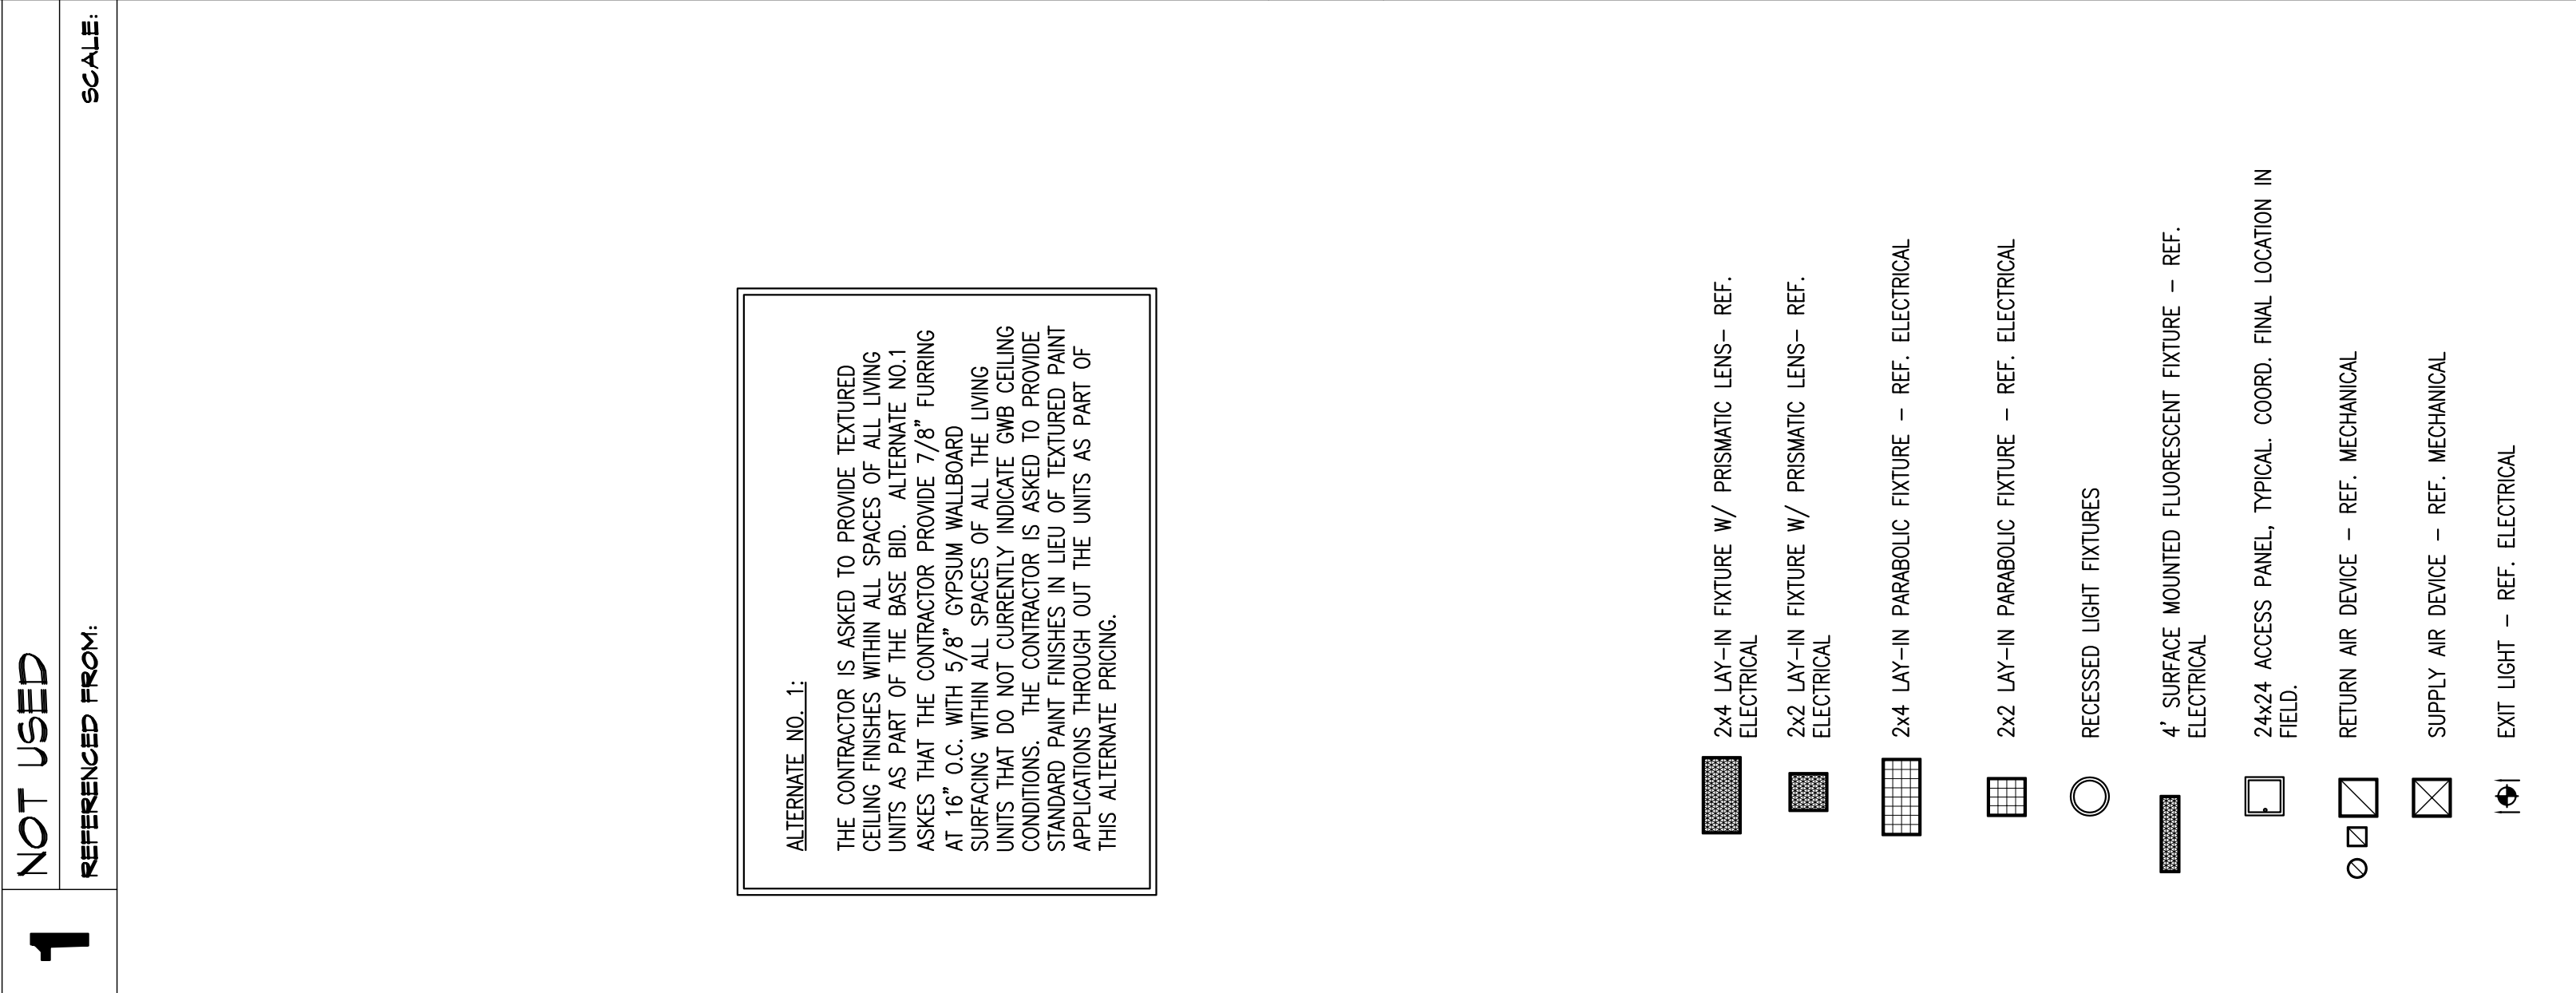 1
NOT USED
REFERENCED FROM:
SCALE:
ALTERNATE NO. 1:
THE CONTRACTOR IS ASKED TO PROVIDE TEXTURED
CEILING FINISHES WITHIN ALL SPACES OF ALL LIVING
UNITS AS PART OF THE BASE BID. ALTERNATE NO.1
ASKES THAT THE CONTRACTOR PROVIDE 7/8" FURRING
AT 16" O.C. WITH 5/8" GYPSUM WALLBOARD
SURFACING WITHIN ALL SPACES OF ALL THE LIVING
UNITS THAT DO NOT CURRENTLY INDICATE GWB CEILING
CONDITIONS. THE CONTRACTOR IS ASKED TO PROVIDE
STANDARD PAINT FINISHES IN LIEU OF TEXTURED PAINT
APPLICATIONS THROUGH OUT THE UNITS AS PART OF
THIS ALTERNATE PRICING.
2x4 LAY-IN FIXTURE W/ PRISMATIC LENS- REF.
ELECTRICAL
2x2 LAY-IN FIXTURE W/ PRISMATIC LENS- REF.
ELECTRICAL
2x4 LAY-IN PARABOLIC FIXTURE - REF. ELECTRICAL
2x2 LAY-IN PARABOLIC FIXTURE - REF. ELECTRICAL
RECESSED LIGHT FIXTURES
4' SURFACE MOUNTED FLUORESCENT FIXTURE - REF.
ELECTRICAL
24x24 ACCESS PANEL, TYPICAL. COORD. FINAL LOCATION IN
FIELD.
RETURN AIR DEVICE - REF. MECHANICAL
SUPPLY AIR DEVICE - REF. MECHANICAL
EXIT LIGHT - REF. ELECTRICAL